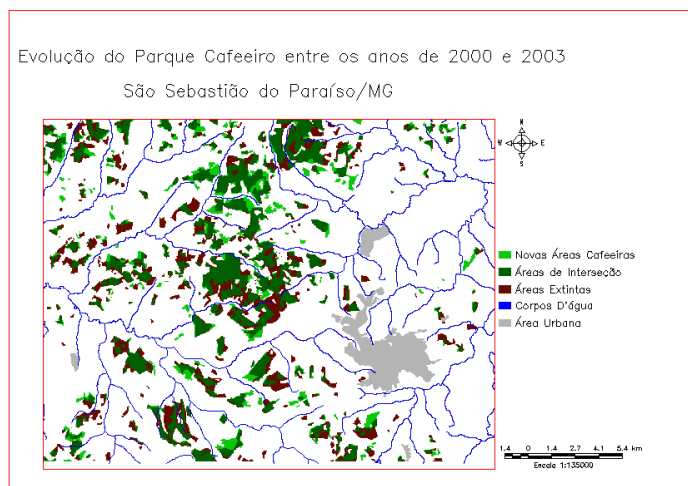 Evolução do Parque Cafeeiro entre os anos de 2000 e 2003
São Sebastião do Paraíso/MG
N
W E
S
Novas Áreas Cafeeiras
Áreas de Interseção
Áreas Extintas
Corpos D'água
Área Urbana
1.4 0 1.4 2.7 4.1 5.4 km
Escala 1:135000